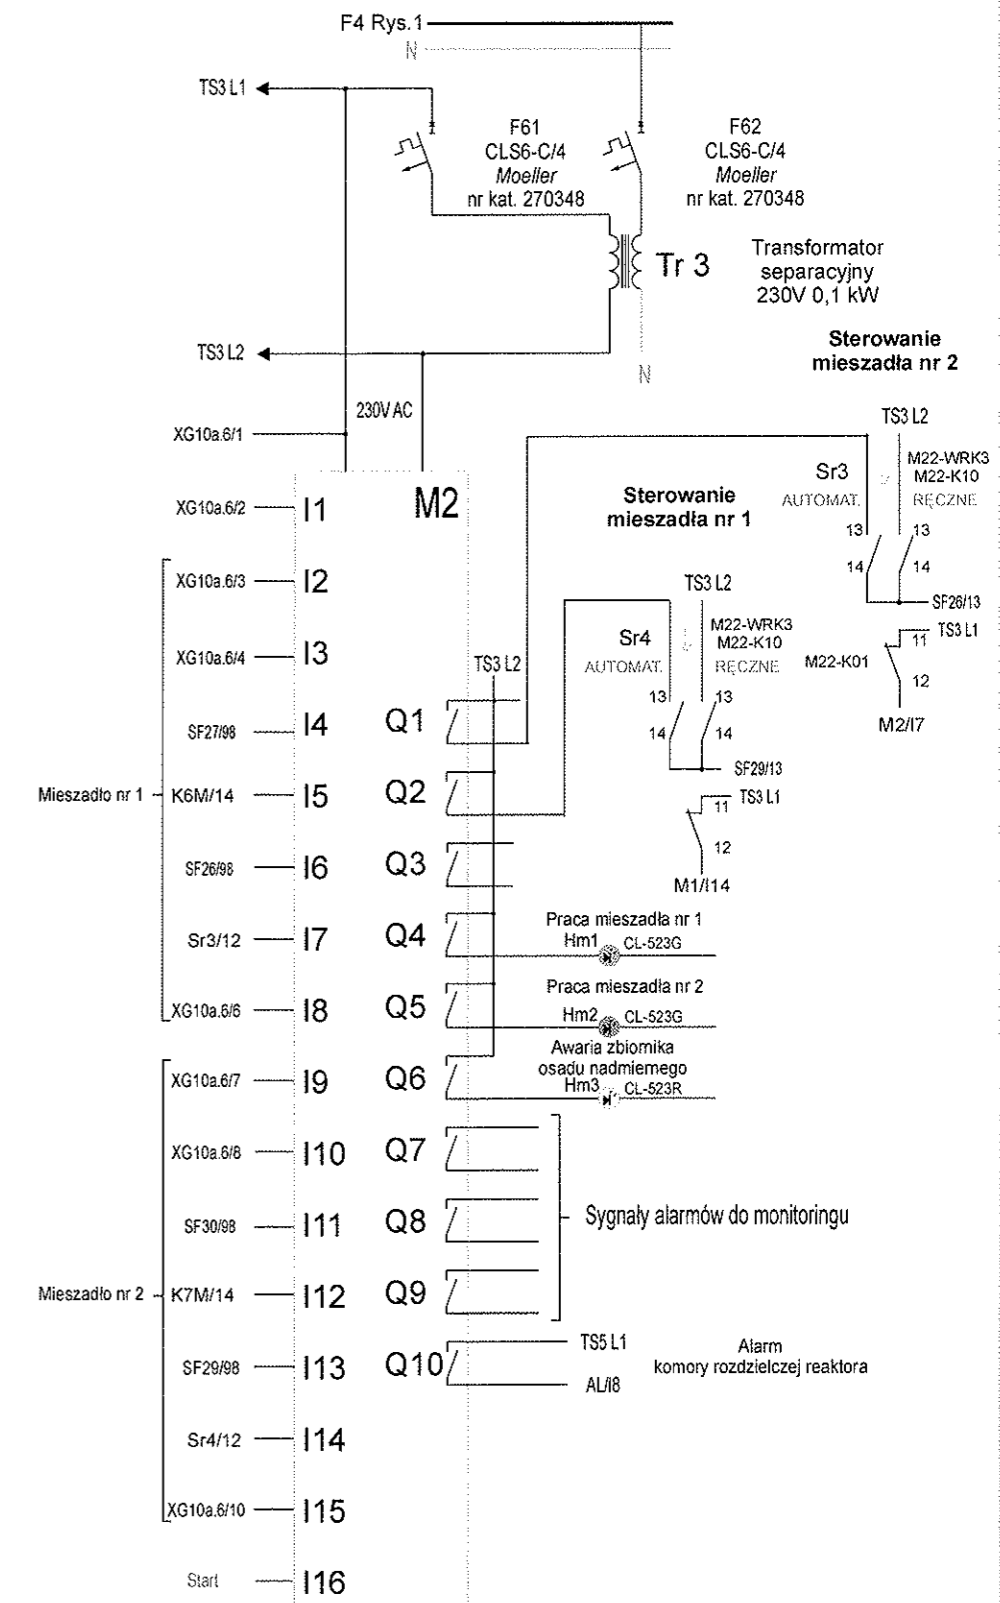 F4 Rys.1
N
TS3 L1
F61
CLS6-C/4
Moeller
nr kat. 270348
F62
CLS6-C/4
Moeller
nr kat. 270348
Tr 3
Transformator
separacyjny
230V 0,1 kW
N
TS3 L2
230V AC
XG10a.6/1
Sterowanie
mieszadła nr 2
TS3 L2
M22-WRK3
M22-K10
Sr3
AUTOMAT.
RĘCZNE
13
13
14
14
SF26/13
TS3 L1
11
M22-K01
12
M2/I7
Sterowanie
mieszadła nr 1
TS3 L2
M22-WRK3
M22-K10
Sr4
AUTOMAT.
RĘCZNE
13
13
14
14
SF29/13
TS3 L1
11
12
M1/I14
M2
XG10a.6/2
I1
XG10a.6/3
I2
XG10a.6/4
I3
TS3 L2
SF27/98
I4
Q1
Mieszadło nr 1
K6M/14
I5
Q2
SF26/98
I6
Q3
Sr3/12
I7
Q4
Praca mieszadła nr 1
Hm1
CL-523G
XG10a.6/6
I8
Q5
Praca mieszadła nr 2
Hm2
CL-523G
XG10a.6/7
I9
Q6
Awaria zbiornika
osadu nadmiernego
Hm3
CL-523R
XG10a.6/8
I10
Q7
SF30/98
I11
Q8
Sygnały alarmów do monitoringu
Mieszadło nr 2
K7M/14
I12
Q9
SF29/98
I13
Q10
TS5 L1
AL/I8
Alarm
komory rozdzielczej reaktora
Sr4/12
I14
XG10a.6/10
I15
Start
I16